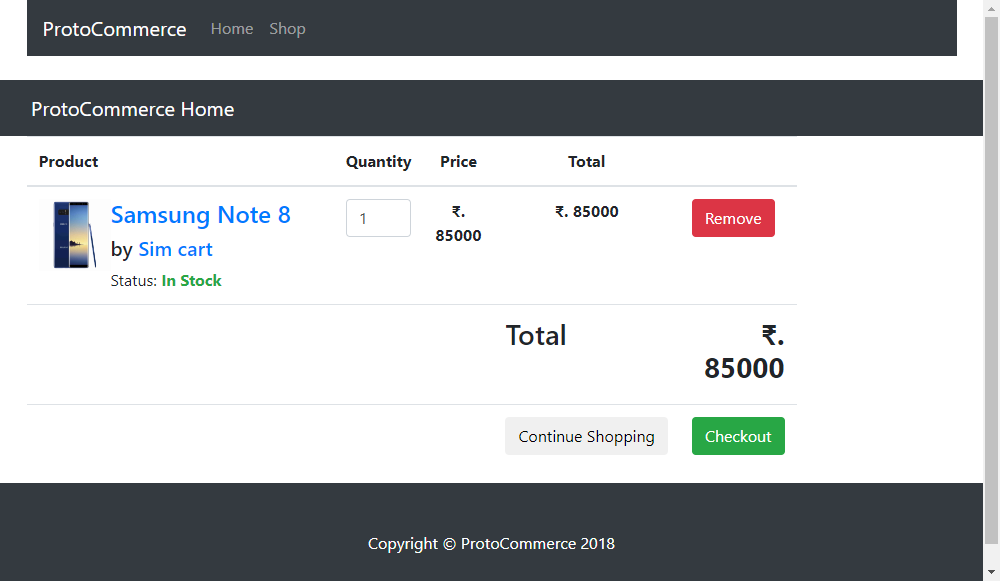 ProtoCommerce Home Shop
ProtoCommerce Home
Product Quantity Price Total
Samsung Note 8 1 ₹. ₹. 85000 Remove
85000
by Sim cart
Status: In Stock
Total ₹.
85000
Continue Shopping Checkout
Copyright © ProtoCommerce 2018